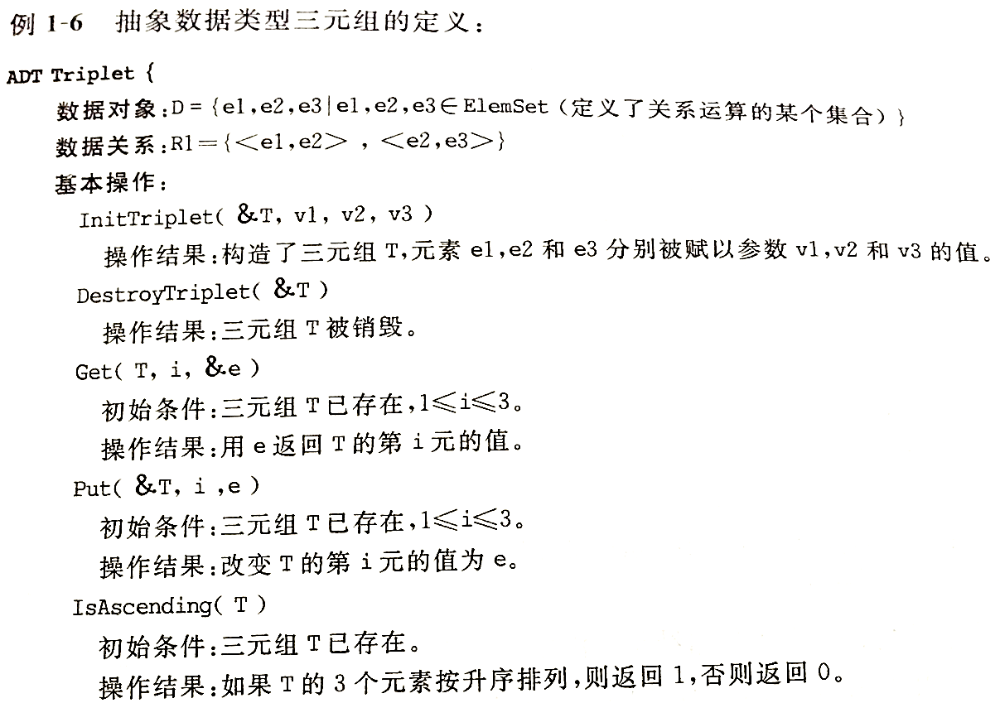 例 1-6 抽象数据类型三元组的定义：
ADT Triplet {
数据对象:D = {e1,e2,e3|e1,e2,e3∈ElemSet(定义了关系运算的某个集合)}
数据关系:R1={<e1,e2> , <e2,e3>}
基本操作:
InitTriplet( &T, v1, v2, v3 )
操作结果:构造了三元组 T,元素 e1,e2 和 e3 分别被赋以参数 v1,v2 和 v3 的值。
DestroyTriplet( &T )
操作结果:三元组 T 被销毁。
Get( T, i, &e )
初始条件:三元组 T 已存在,1≤i≤3。
操作结果:用 e 返回 T 的第 i 元的值。
Put( &T, i ,e )
初始条件:三元组 T 已存在,1≤i≤3。
操作结果:改变 T 的第 i 元的值为 e。
IsAscending( T )
初始条件:三元组 T 已存在。
操作结果:如果 T 的 3 个元素按升序排列,则返回 1,否则返回 0。